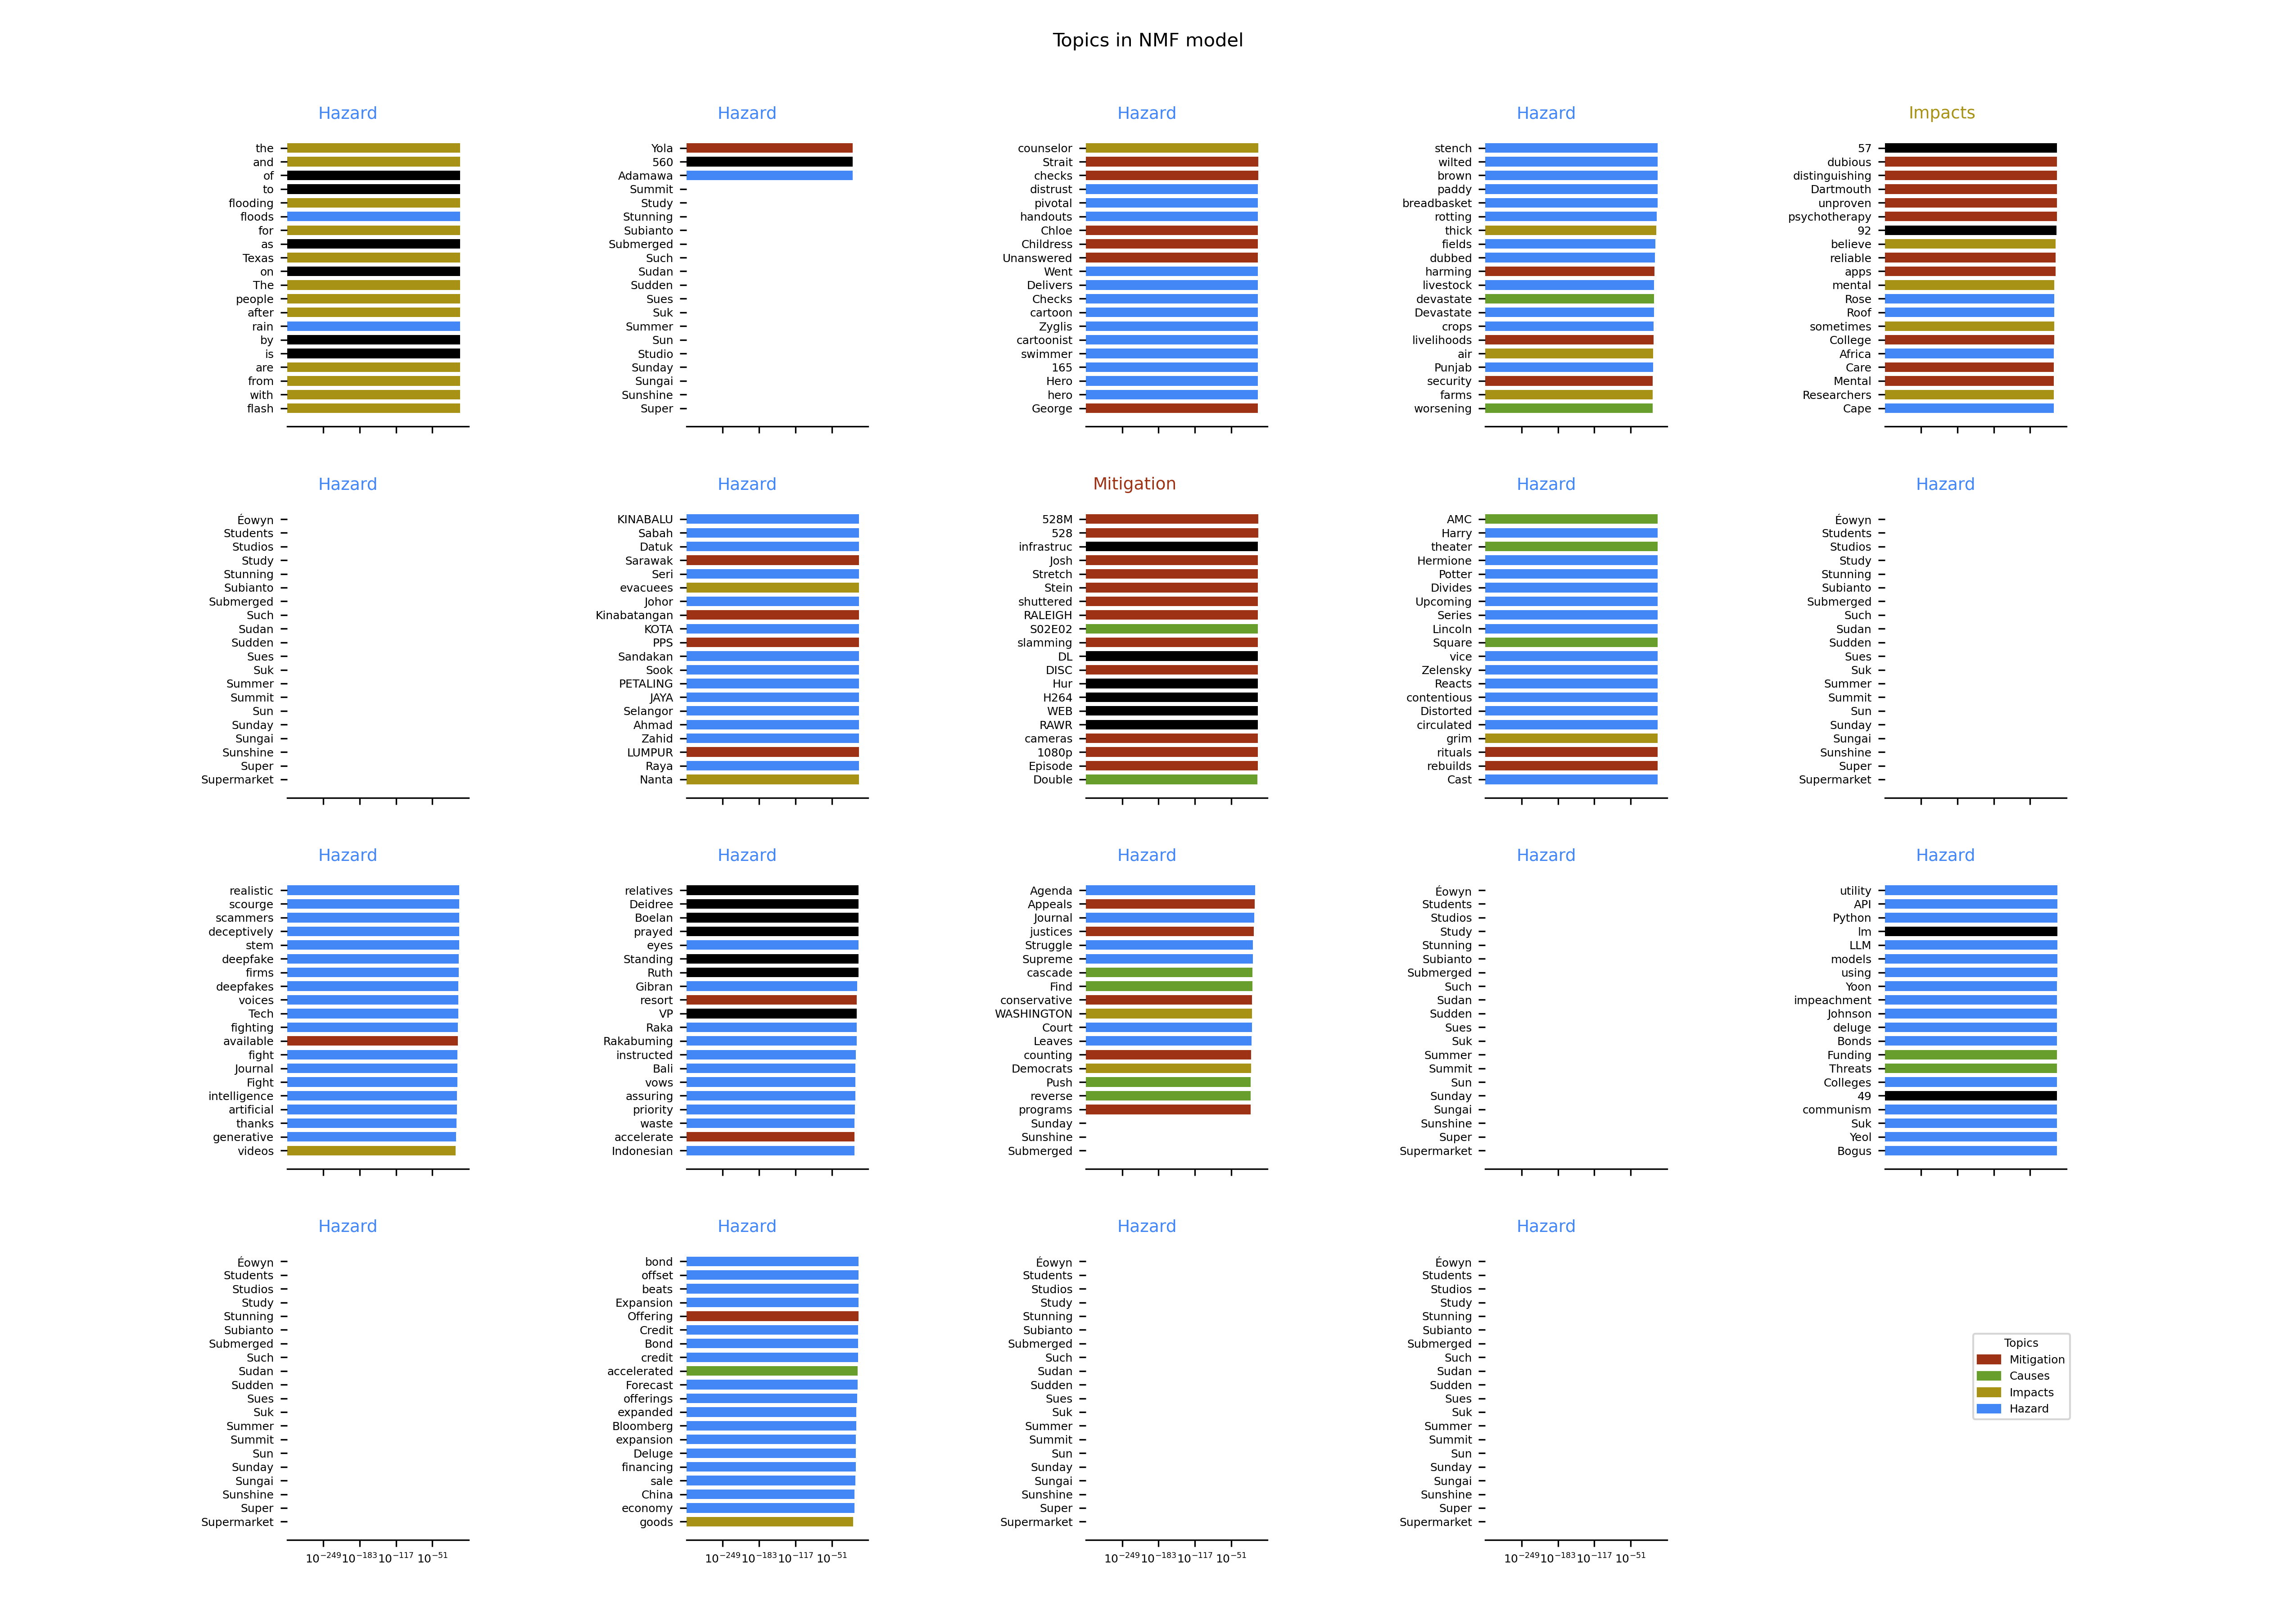 Topics in NMF model
Hazard
the
and
of
to
flooding
floods
for
as
Texas
on
The
people
after
rain
by
is
are
from
with
flash
Hazard
Yola
560
Adamawa
Summit
Study
Stunning
Subianto
Submerged
Such
Sudan
Sudden
Sues
Suk
Summer
Sun
Studio
Sunday
Sungai
Sunshine
Super
Hazard
counselor
Strait
checks
distrust
pivotal
handouts
Chloe
Childress
Unanswered
Went
Delivers
Checks
cartoon
Zyglis
cartoonist
swimmer
165
Hero
hero
George
Hazard
stench
wilted
brown
paddy
breadbasket
rotting
thick
fields
dubbed
harming
livestock
devastate
Devastate
crops
livelihoods
air
Punjab
security
farms
worsening
Impacts
57
dubious
distinguishing
Dartmouth
unproven
psychotherapy
92
believe
reliable
apps
mental
Rose
Roof
sometimes
College
Africa
Care
Mental
Researchers
Cape
Hazard
Éowyn
Students
Studios
Study
Stunning
Subianto
Submerged
Such
Sudan
Sudden
Sues
Suk
Summer
Summit
Sun
Sunday
Sungai
Sunshine
Super
Supermarket
Hazard
KINABALU
Sabah
Datuk
Sarawak
Seri
evacuees
Johor
Kinabatangan
KOTA
PPS
Sandakan
Sook
PETALING
JAYA
Selangor
Ahmad
Zahid
LUMPUR
Raya
Nanta
Mitigation
528M
528
infrastruc
Josh
Stretch
Stein
shuttered
RALEIGH
S02E02
slamming
DL
DISC
Hur
H264
WEB
RAWR
cameras
1080p
Episode
Double
Hazard
AMC
Harry
theater
Hermione
Potter
Divides
Upcoming
Series
Lincoln
Square
vice
Zelensky
Reacts
contentious
Distorted
circulated
grim
rituals
rebuilds
Cast
Hazard
Éowyn
Students
Studios
Study
Stunning
Subianto
Submerged
Such
Sudan
Sudden
Sues
Suk
Summer
Summit
Sun
Sunday
Sungai
Sunshine
Super
Supermarket
Hazard
realistic
scourge
scammers
deceptively
stem
deepfake
firms
deepfakes
voices
Tech
fighting
available
fight
Journal
Fight
intelligence
artificial
thanks
generative
videos
Hazard
relatives
Deidree
Boelan
prayed
eyes
Standing
Ruth
Gibran
resort
VP
Raka
Rakabuming
instructed
Bali
vows
assuring
priority
waste
accelerate
Indonesian
Hazard
Agenda
Appeals
Journal
justices
Struggle
Supreme
cascade
Find
conservative
WASHINGTON
Court
Leaves
counting
Democrats
Push
reverse
programs
Sunday
Sunshine
Submerged
Hazard
Éowyn
Students
Studios
Study
Stunning
Subianto
Submerged
Such
Sudan
Sudden
Sues
Suk
Summer
Summit
Sun
Sunday
Sungai
Sunshine
Super
Supermarket
Hazard
utility
API
Python
lm
LLM
models
using
Yoon
impeachment
Johnson
deluge
Bonds
Funding
Threats
Colleges
49
communism
Suk
Yeol
Bogus
Hazard
Éowyn
Students
Studios
Study
Stunning
Subianto
Submerged
Such
Sudan
Sudden
Sues
Suk
Summer
Summit
Sun
Sunday
Sungai
Sunshine
Super
Supermarket
10⁻²⁴⁹ 10⁻¹⁸³ 10⁻¹¹⁷ 10⁻⁵¹
Hazard
bond
offset
beats
Expansion
Offering
Credit
Bond
credit
accelerated
Forecast
offerings
expanded
Bloomberg
expansion
Deluge
financing
sale
China
economy
goods
10⁻²⁴⁹ 10⁻¹⁸³ 10⁻¹¹⁷ 10⁻⁵¹
Hazard
Éowyn
Students
Studios
Study
Stunning
Subianto
Submerged
Such
Sudan
Sudden
Sues
Suk
Summer
Summit
Sun
Sunday
Sungai
Sunshine
Super
Supermarket
10⁻²⁴⁹ 10⁻¹⁸³ 10⁻¹¹⁷ 10⁻⁵¹
Hazard
Éowyn
Students
Studios
Study
Stunning
Subianto
Submerged
Such
Sudan
Sudden
Sues
Suk
Summer
Summit
Sun
Sunday
Sungai
Sunshine
Super
Supermarket
10⁻²⁴⁹ 10⁻¹⁸³ 10⁻¹¹⁷ 10⁻⁵¹
Topics
Mitigation
Causes
Impacts
Hazard